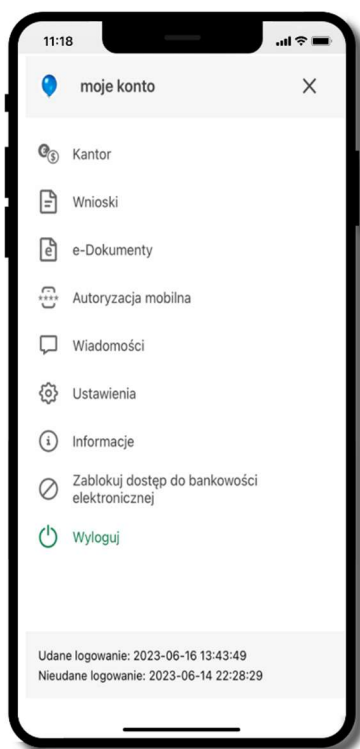 11:18
moje konto
Kantor
Wnioski
e-Dokumenty
Autoryzacja mobilna
Wiadomości
Ustawienia
Informacje
Zablokuj dostęp do bankowości
elektronicznej
Wyloguj
Udane logowanie: 2023-06-16 13:43:49
Nieudane logowanie: 2023-06-14 22:28:29